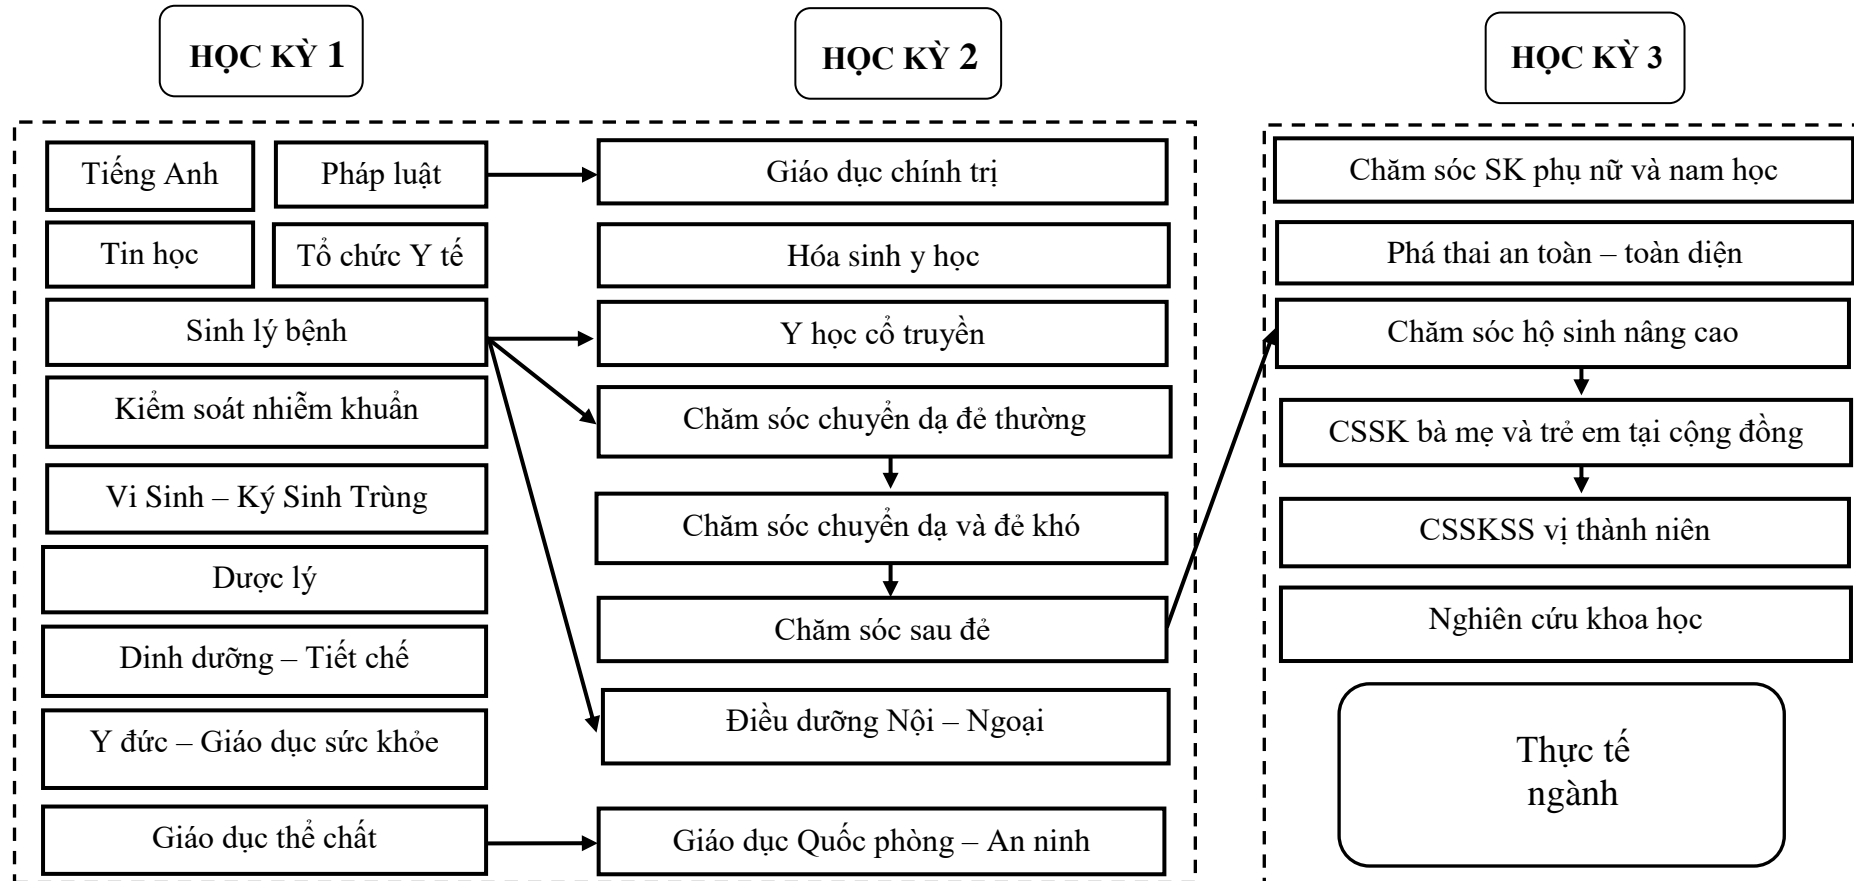 HỌC KỲ 1
HỌC KỲ 2
HỌC KỲ 3
Tiếng Anh
Pháp luật
Tin học
Tổ chức Y tế
Sinh lý bệnh
Kiểm soát nhiễm khuẩn
Vi Sinh – Ký Sinh Trùng
Dược lý
Dinh dưỡng – Tiết chế
Y đức – Giáo dục sức khỏe
Giáo dục thể chất
Giáo dục chính trị
Hóa sinh y học
Y học cổ truyền
Chăm sóc chuyển dạ đẻ thường
Chăm sóc chuyển dạ và đẻ khó
Chăm sóc sau đẻ
Điều dưỡng Nội – Ngoại
Giáo dục Quốc phòng – An ninh
Chăm sóc SK phụ nữ và nam học
Phá thai an toàn – toàn diện
Chăm sóc hộ sinh nâng cao
CSSK bà mẹ và trẻ em tại cộng đồng
CSSKSS vị thành niên
Nghiên cứu khoa học
Thực tế
ngành